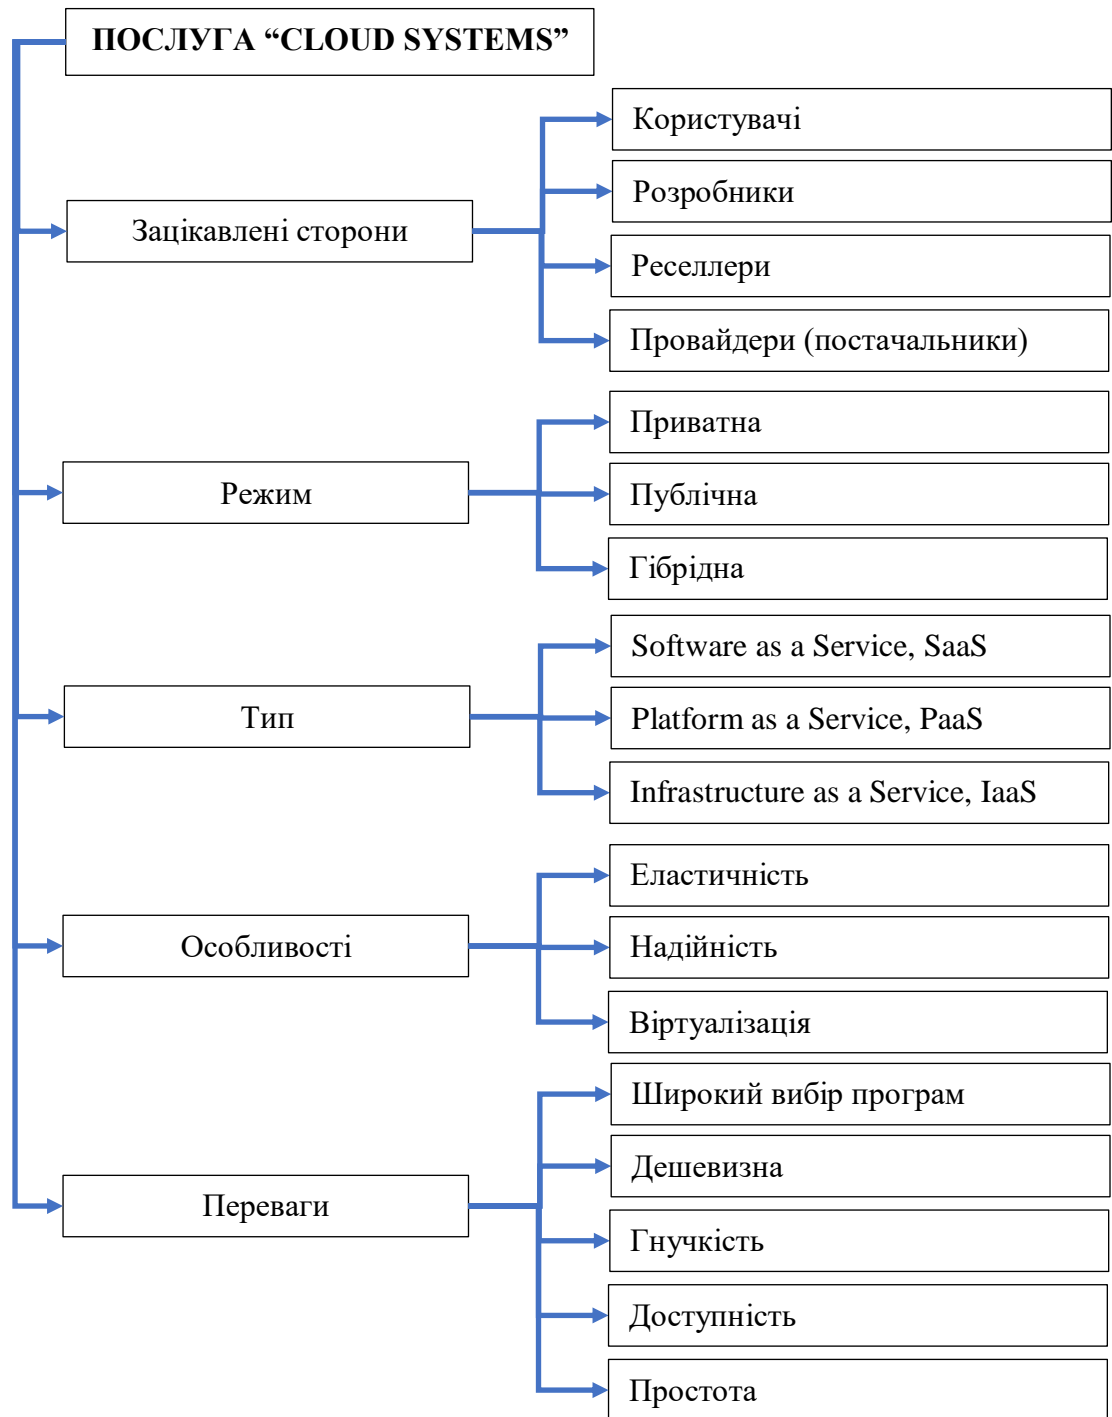 ПОСЛУГА “CLOUD SYSTEMS”
Зацікавлені сторони
Користувачі
Розробники
Реселлери
Провайдери (постачальники)
Режим
Приватна
Публічна
Гібрідна
Тип
Software as a Service, SaaS
Platform as a Service, PaaS
Infrastructure as a Service, IaaS
Особливості
Еластичність
Надійність
Віртуалізація
Переваги
Широкий вибір програм
Дешевизна
Гнучкість
Доступність
Простота